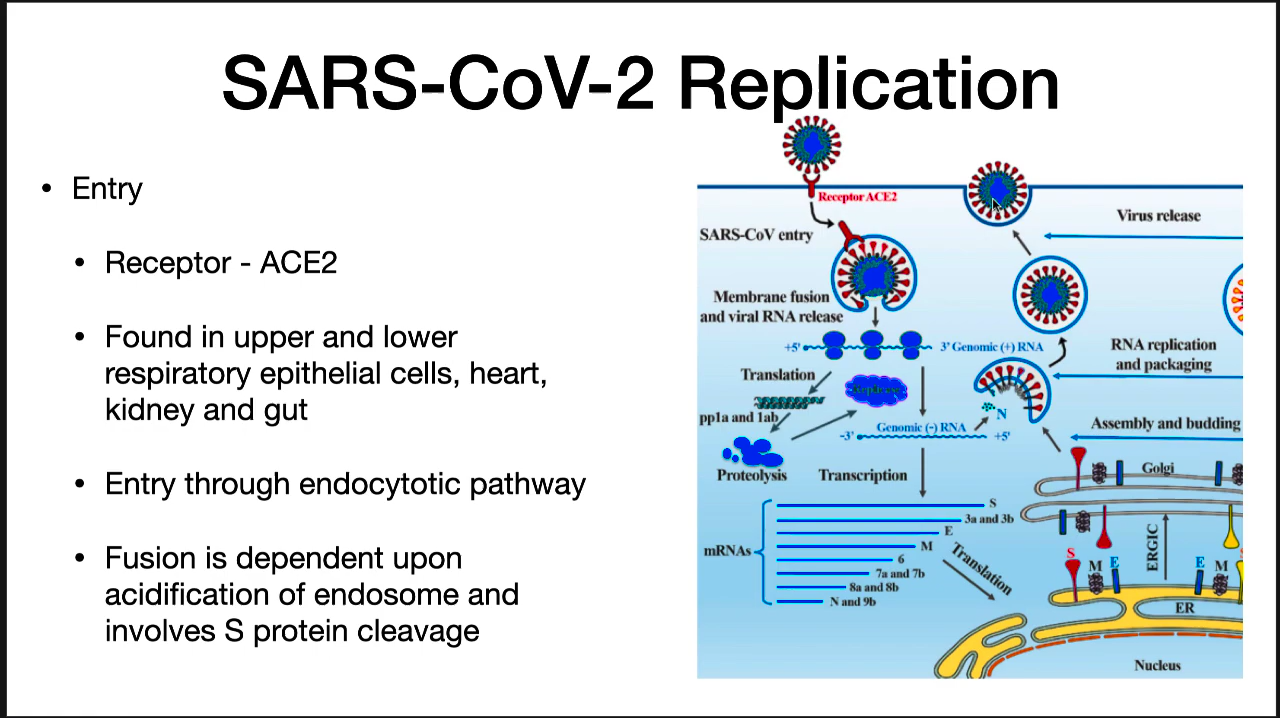 SARS-CoV-2 Replication
• Entry
• Receptor - ACE2
• Found in upper and lower
respiratory epithelial cells, heart,
kidney and gut
• Entry through endocytotic pathway
• Fusion is dependent upon
acidification of endosome and
involves S protein cleavage
Receptor ACE2
SARS-CoV entry
Membrane fusion
and viral RNA release
+5' 3' Genomic (+) RNA
Translation
pp1a and 1ab
Proteolysis
Genomic (-) RNA
-3' +5'
N
Transcription
mRNAs
S
3a and 3b
E
M
6
7a and 7b
8a and 8b
N and 9b
Translation
Virus release
RNA replication
and packaging
Assembly and budding
Golgi
ERGIC
S M E
E M
ER
Nucleus